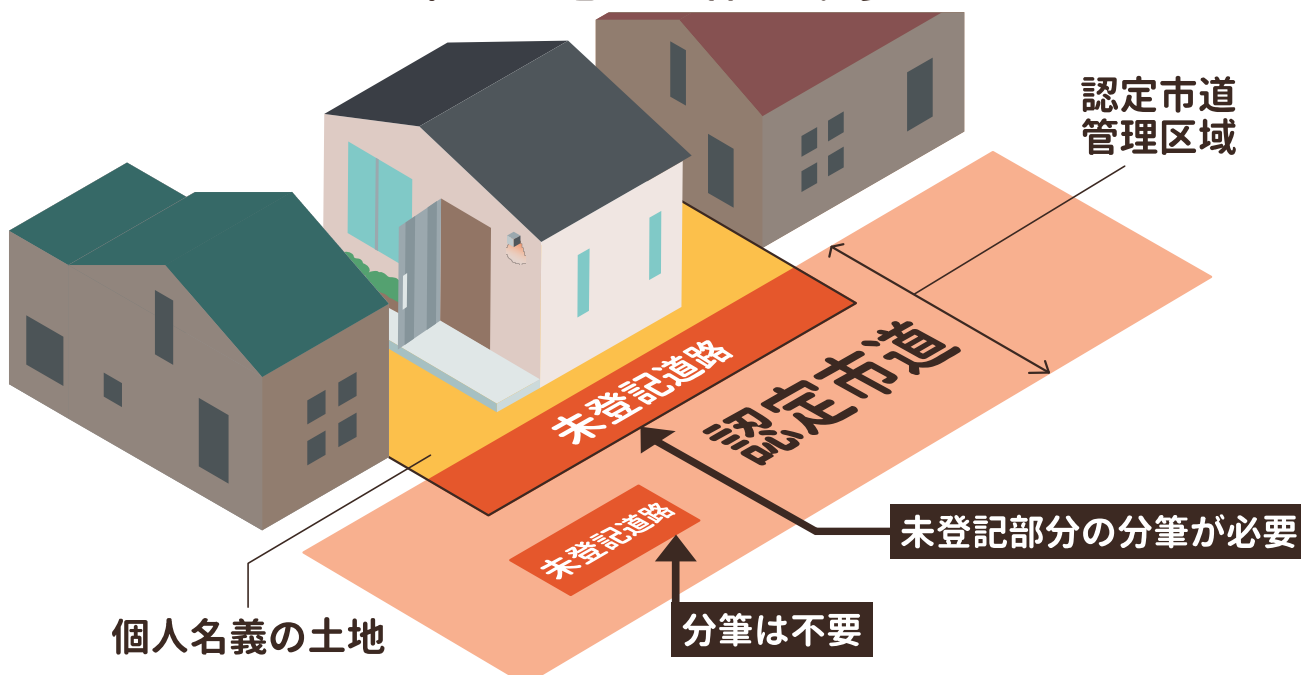 認定市道
管理区域
未登記道路
認定市道
未登記道路
未登記部分の分筆が必要
分筆は不要
個人名義の土地